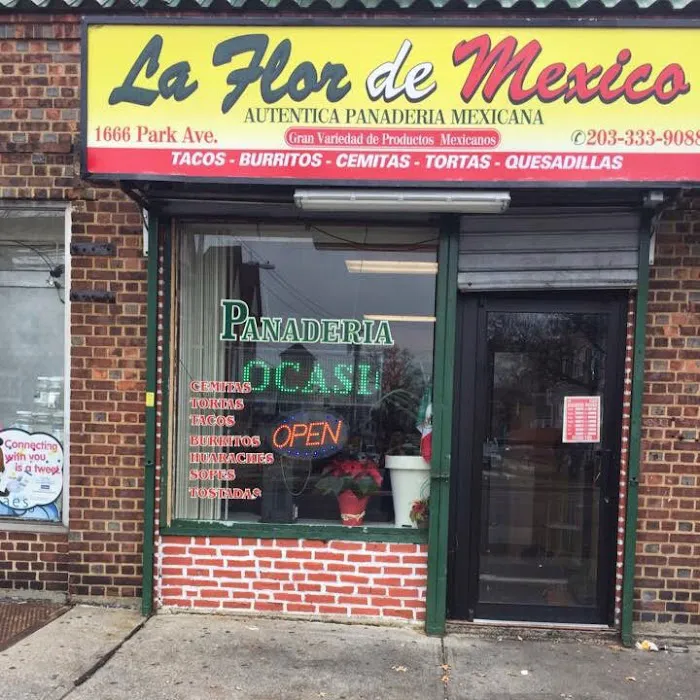 La Flor de Mexico
AUTENTICA PANADERIA MEXICANA
1666 Park Ave.
Gran Variedad de Productos Mexicanos
✆203-333-9088
TACOS - BURRITOS - CEMITAS - TORTAS - QUESADILLAS
PANADERIA
OCASI
CEMITAS
TORTAS
TACOS
BURRITOS
HUARACHES
SOPES
TOSTADAS
OPEN
Connecting
with you
is a tweet